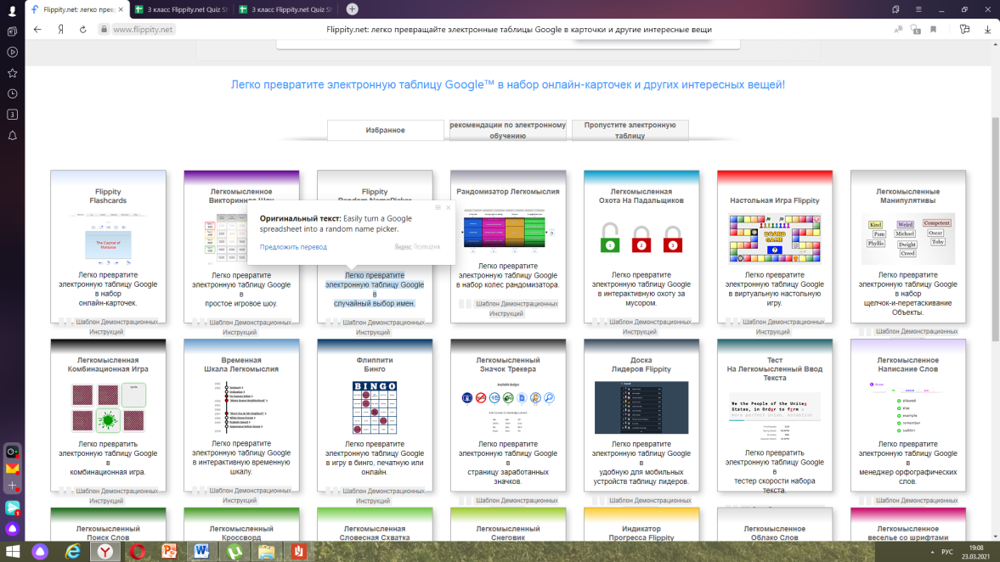 Flippity.net: легко прев
3 класс Flippity.net Quiz S
3 класс Flippity.net Quiz S
www.flippity.net
Flippity.net: легко превращайте электронные таблицы Google в карточки и другие интересные вещи
Легко превратите электронную таблицу Google™ в набор онлайн-карточек и других интересных вещей!
Избранное
рекомендации по электронному
обучению
Пропустите электронную
таблицу
Flippity
Flashcards
The Capital of
Malaysia
Легко превратите
электронную таблицу Google
в набор
онлайн-карточек.
Шаблон Демонстрационных
Инструкций
Легкомысленное
Викторинное Шоу
Легко превратите
электронную таблицу Google
в
простое игровое шоу.
Шаблон Демонстрационных
Инструкций
Flippity
Random NamePicker
Оригинальный текст: Easily turn a Google
spreadsheet into a random name picker.
Предложить перевод
Яндекс Переводчик
Легко превратите
электронную таблицу Google
в
случайный выбор имен.
Шаблон Демонстрационных
Инструкций
Рандомизатор Легкомыслия
Легко превратите
электронную таблицу Google
в набор колес рандомизатора.
Шаблон Демонстрационных
Инструкций
Легкомысленная
Охота На Падальщиков
1
2
3
Легко превратите
электронную таблицу Google
в интерактивную охоту за
мусором.
Шаблон Демонстрационных
Инструкций
Настольная Игра Flippity
BOARD
GAME
Легко превратите
электронную таблицу Google
в виртуальную настольную
игру.
Шаблон Демонстрационных
Инструкций
Легкомысленные
Манипулятивы
Kind
Weird
Competent
Pam
Michael
Oscar
Phyllis
Dwight
Toby
Creed
Легко превратите
электронную таблицу Google
в набор
щелчок-и-перетаскивание
Объекты.
Шаблон Демонстрационных
Легкомысленная
Комбинационная Игра
Легко превратить
электронную таблицу Google
в
комбинационная игра.
Шаблон Демонстрационных
Инструкций
Временная
Шкала Легкомыслия
Легко превратите
электронную таблицу Google
в интерактивную временную
шкалу.
Шаблон Демонстрационных
Инструкций
Флиппити
Бинго
BINGO
Легко превратите
электронную таблицу Google
в игру в бинго, печатную или
онлайн.
Шаблон Демонстрационных
Инструкций
Легкомысленный
Значок Трекера
Available Badges
Легко превратите
электронную таблицу Google
в
страницу заработанных
значков.
Шаблон Демонстрационных
Доска
Лидеров Flippity
Легко превратите
электронную таблицу Google
в
удобную для мобильных
устройств таблицу лидеров.
Шаблон Демонстрационных
Тест
На Легкомысленный Ввод
Текста
We the People of the Unites
States, in Order to form a
more perfect Union, establish
Легко превратить
электронную таблицу Google
в
тестер скорости набора
текста.
Легкомысленное
Написание Слов
allowed
else
example
remember
sudden
Легко превратите
электронную таблицу Google
в
менеджер орфографических
слов.
Шаблон Демонстрационных
Легкомысленный
Поиск Слов
Легкомысленный
Кроссворд
Легкомысленная
Словесная Схватка
Легкомысленный
Снеговик
Индикатор
Прогресса Flippity
Легкомысленное
Облако Слов
Легкомысленное
веселье со шрифтами
РУС
19:08
23.03.2021